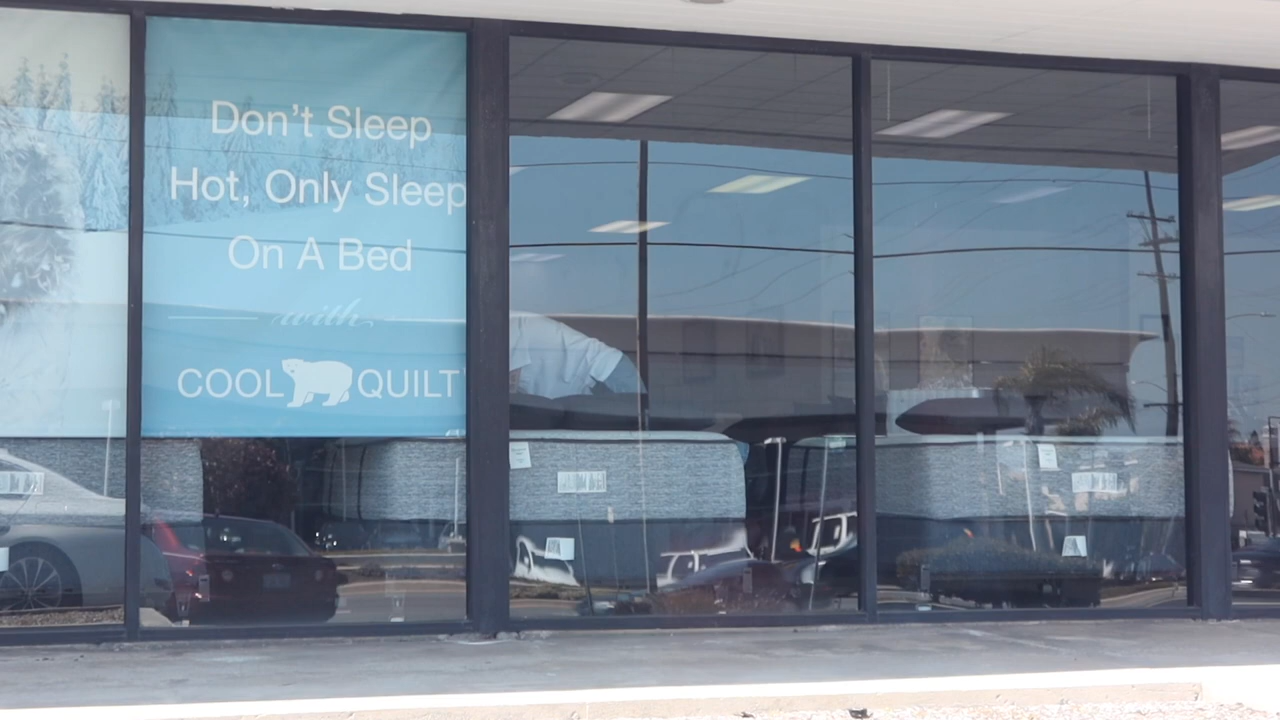 Don't Sleep
Hot, Only Sleep
On A Bed
with
COOL QUILT